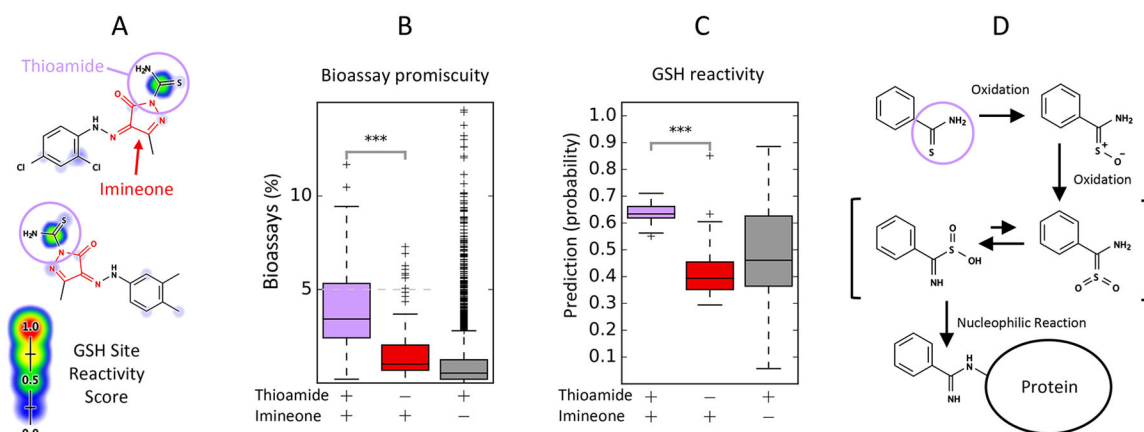 A
B
C
D
Thioamide
H₂N
S
O
N
N
H
N
N
Cl
Cl
Imineone
S
H₂N
N
O
N
N
H
N
1.0
0.5
GSH Site
Reactivity
Score
Bioassay promiscuity
***
Bioassays (%)
10
5
Thioamide + − +
Imineone + + −
GSH reactivity
***
Prediction (probability)
1.0
0.9
0.8
0.7
0.6
0.5
0.4
0.3
0.2
0.1
Thioamide + + −
Imineone + − −
Oxidation
NH₂
S
NH₂
S⁺
O⁻
Oxidation
O
S
OH
NH
NH₂
S
O
O
Nucleophilic Reaction
H
N
NH
Protein